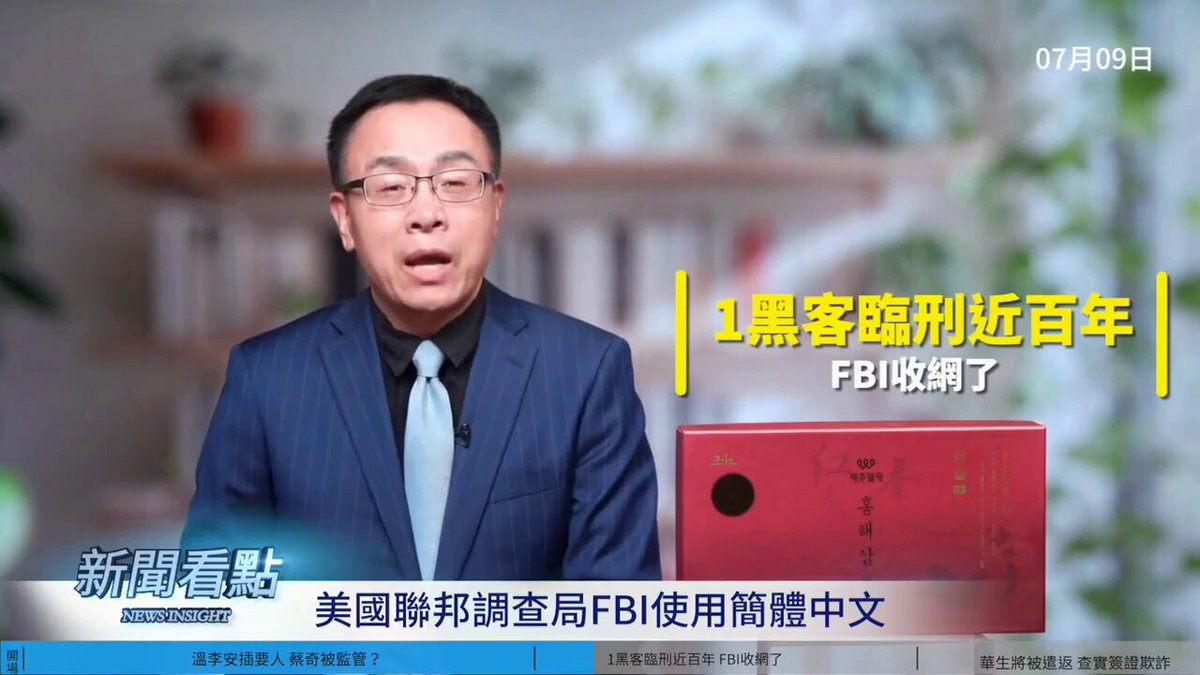 07月09日
1黑客臨刑近百年
FBI收網了
제주웰빙
홍해삼
新聞看點
NEWS INSIGHT
美國聯邦調查局FBI使用簡體中文
開場
溫李安插要人 蔡奇被監管？
1黑客臨刑近百年 FBI收網了
華生將被遣返 查實簽證欺詐